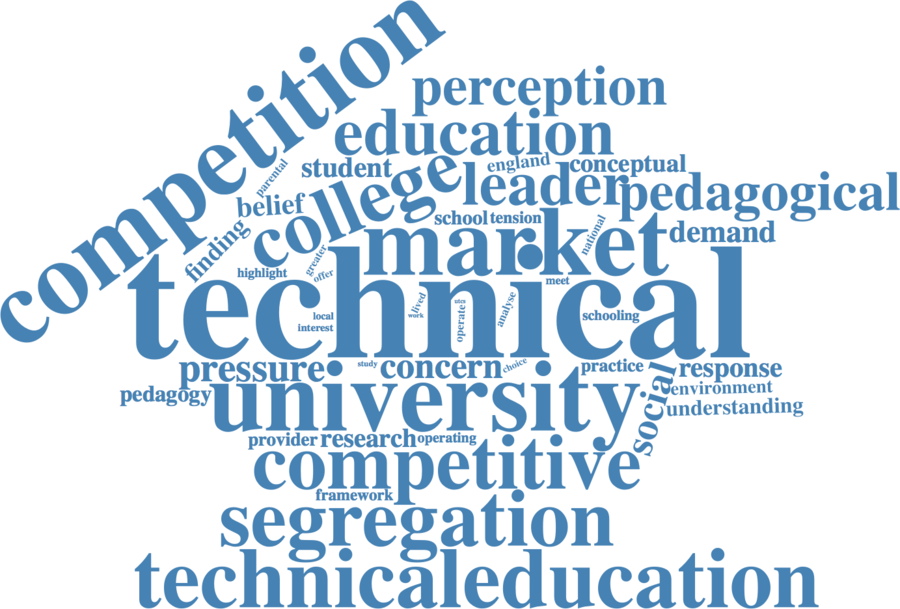 competition
perception
education
parental
student
england
conceptual
college
leader
pedagogical
belief
school
tension
national
finding
market
demand
greater
highlight
offer
technical
meet
lived
work
uts
operate
analyse
local
interest
schooling
study
concern
choice
practice
pressure
response
social
environment
pedagogy
university
understanding
provider
research
operating
competitive
framework
segregation
technicaleducation